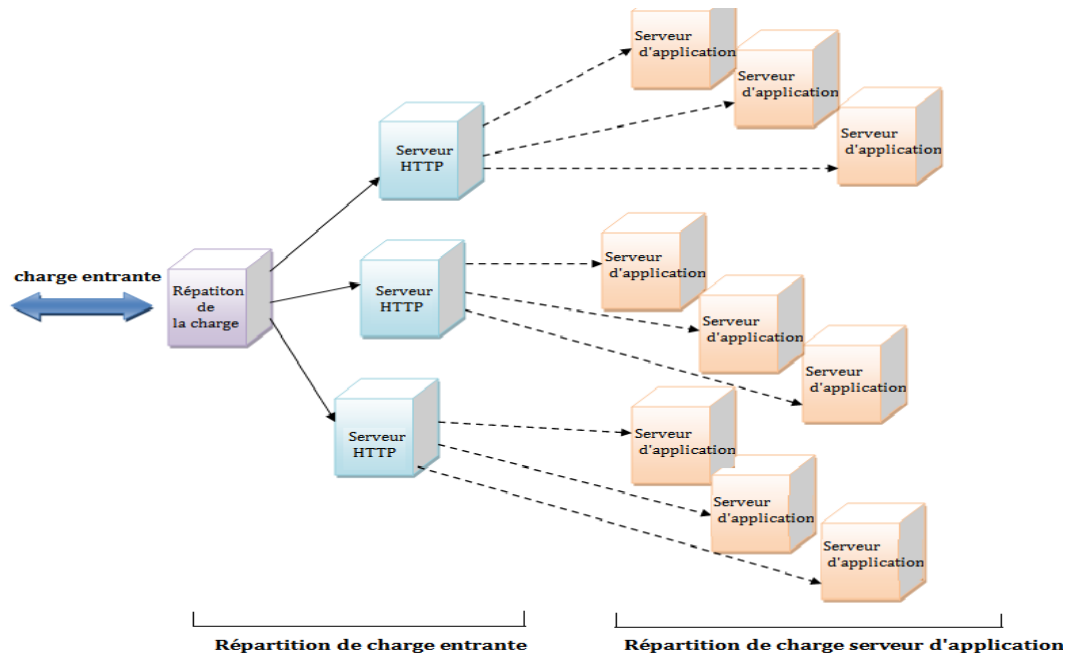 Serveur
d'application
Serveur
d'application
Serveur
d'application
Serveur
HTTP
charge entrante
Répatiton
de
la charge
Serveur
HTTP
Serveur
d'application
Serveur
d'application
Serveur
d'application
Serveur
HTTP
Serveur
d'application
Serveur
d'application
Serveur
d'application
Répartition de charge entrante
Répartition de charge serveur d'application